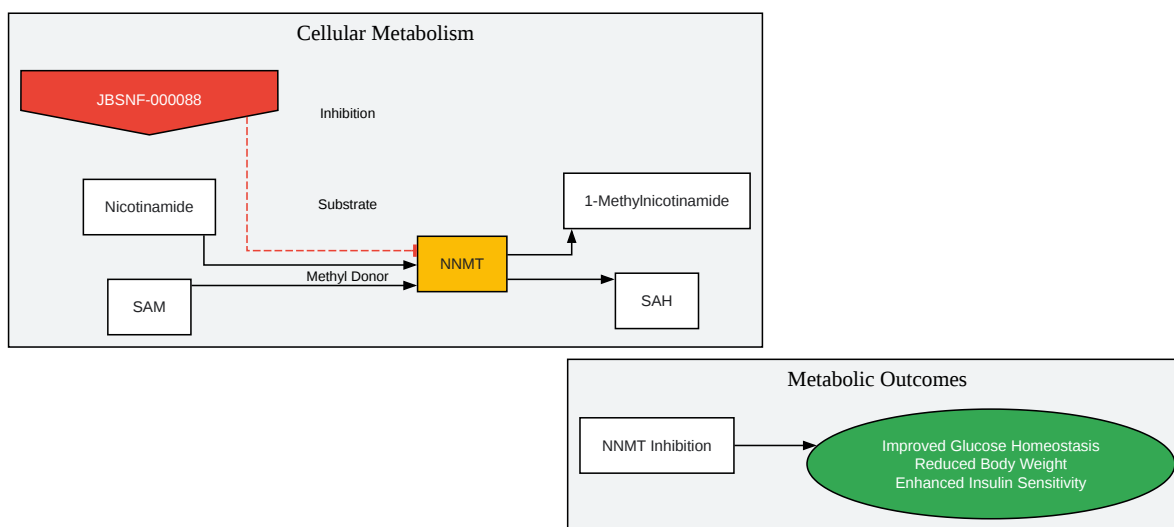 Cellular Metabolism
JBSNF-000088
Inhibition
Nicotinamide
Substrate
1-Methylnicotinamide
NNMT
Methyl Donor
SAM
SAH
Metabolic Outcomes
NNMT Inhibition
Improved Glucose Homeostasis
Reduced Body Weight
Enhanced Insulin Sensitivity